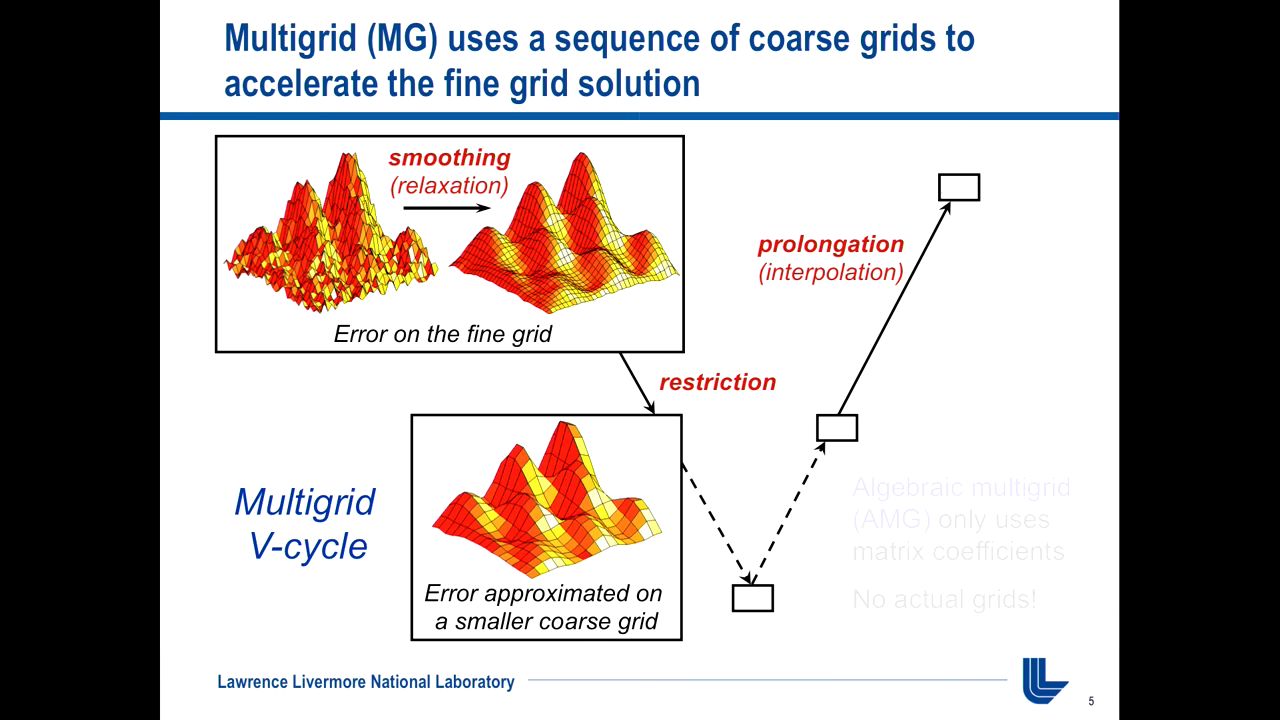 Multigrid (MG) uses a sequence of coarse grids to
accelerate the fine grid solution
smoothing
(relaxation)
Error on the fine grid
prolongation
(interpolation)
restriction
Multigrid
V-cycle
Error approximated on
a smaller coarse grid
Algebraic multigrid
(AMG) only uses
matrix coefficients
No actual grids!
Lawrence Livermore National Laboratory
5